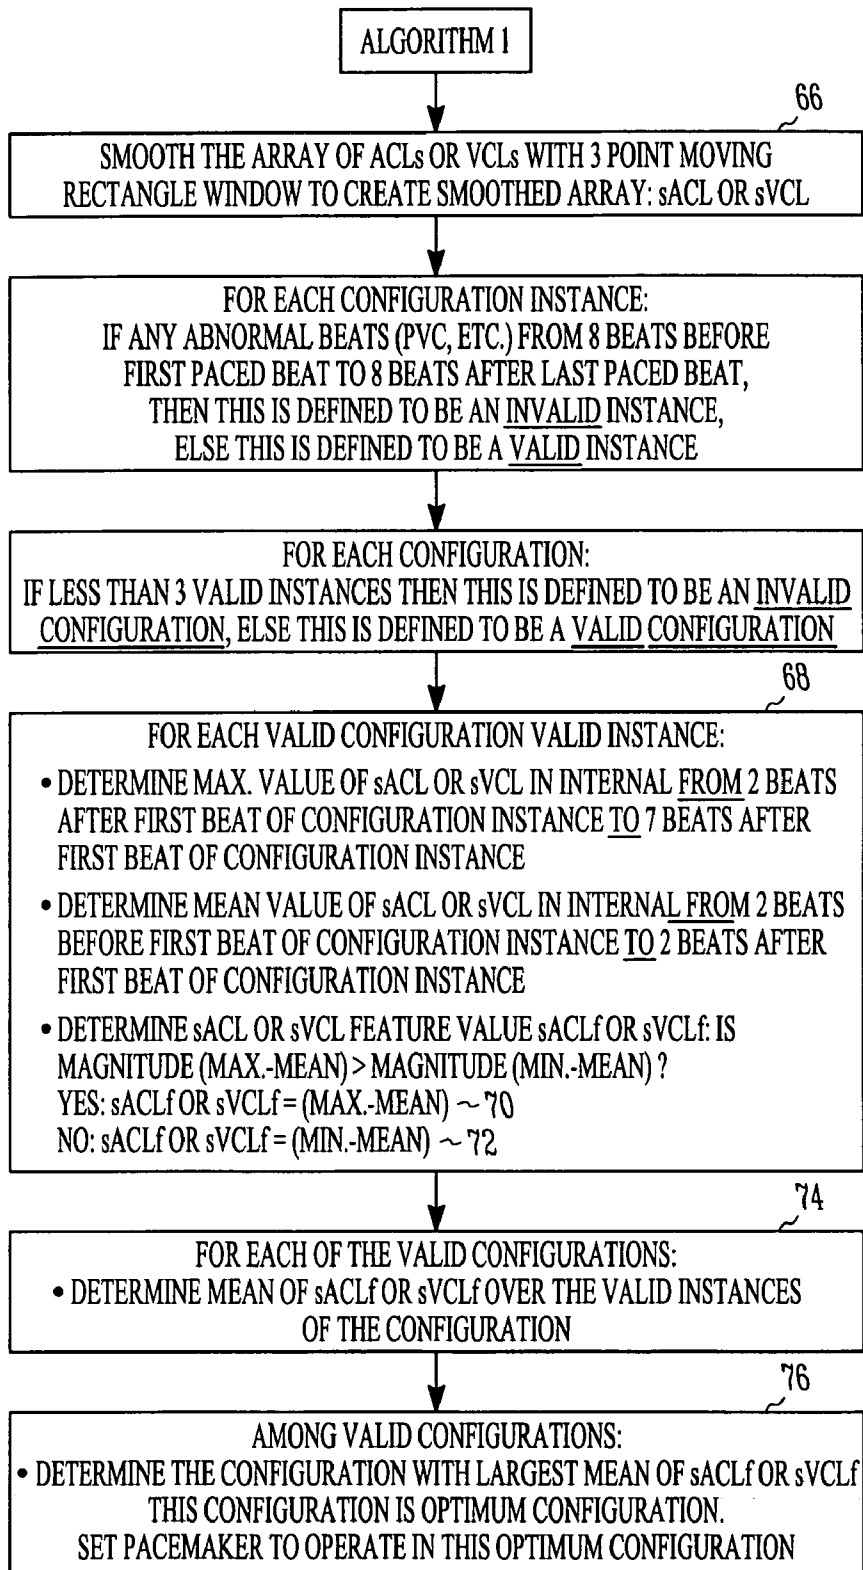 ALGORITHM 1
66
SMOOTH THE ARRAY OF ACLs OR VCLs WITH 3 POINT MOVING
RECTANGLE WINDOW TO CREATE SMOOTHED ARRAY: sACL OR sVCL
FOR EACH CONFIGURATION INSTANCE:
IF ANY ABNORMAL BEATS (PVC, ETC.) FROM 8 BEATS BEFORE
FIRST PACED BEAT TO 8 BEATS AFTER LAST PACED BEAT,
THEN THIS IS DEFINED TO BE AN INVALID INSTANCE,
ELSE THIS IS DEFINED TO BE A VALID INSTANCE
FOR EACH CONFIGURATION:
IF LESS THAN 3 VALID INSTANCES THEN THIS IS DEFINED TO BE AN INVALID
CONFIGURATION, ELSE THIS IS DEFINED TO BE A VALID CONFIGURATION
68
FOR EACH VALID CONFIGURATION VALID INSTANCE:
• DETERMINE MAX. VALUE OF sACL OR sVCL IN INTERNAL FROM 2 BEATS
AFTER FIRST BEAT OF CONFIGURATION INSTANCE TO 7 BEATS AFTER
FIRST BEAT OF CONFIGURATION INSTANCE
• DETERMINE MEAN VALUE OF sACL OR sVCL IN INTERNAL FROM 2 BEATS
BEFORE FIRST BEAT OF CONFIGURATION INSTANCE TO 2 BEATS AFTER
FIRST BEAT OF CONFIGURATION INSTANCE
• DETERMINE sACL OR sVCL FEATURE VALUE sACLf OR sVCLf: IS
MAGNITUDE (MAX.-MEAN) > MAGNITUDE (MIN.-MEAN) ?
YES: sACLf OR sVCLf = (MAX.-MEAN) ~70
NO: sACLf OR sVCLf = (MIN.-MEAN) ~72
74
FOR EACH OF THE VALID CONFIGURATIONS:
• DETERMINE MEAN OF sACLf OR sVCLf OVER THE VALID INSTANCES
OF THE CONFIGURATION
76
AMONG VALID CONFIGURATIONS:
• DETERMINE THE CONFIGURATION WITH LARGEST MEAN OF sACLf OR sVCLf
THIS CONFIGURATION IS OPTIMUM CONFIGURATION.
SET PACEMAKER TO OPERATE IN THIS OPTIMUM CONFIGURATION